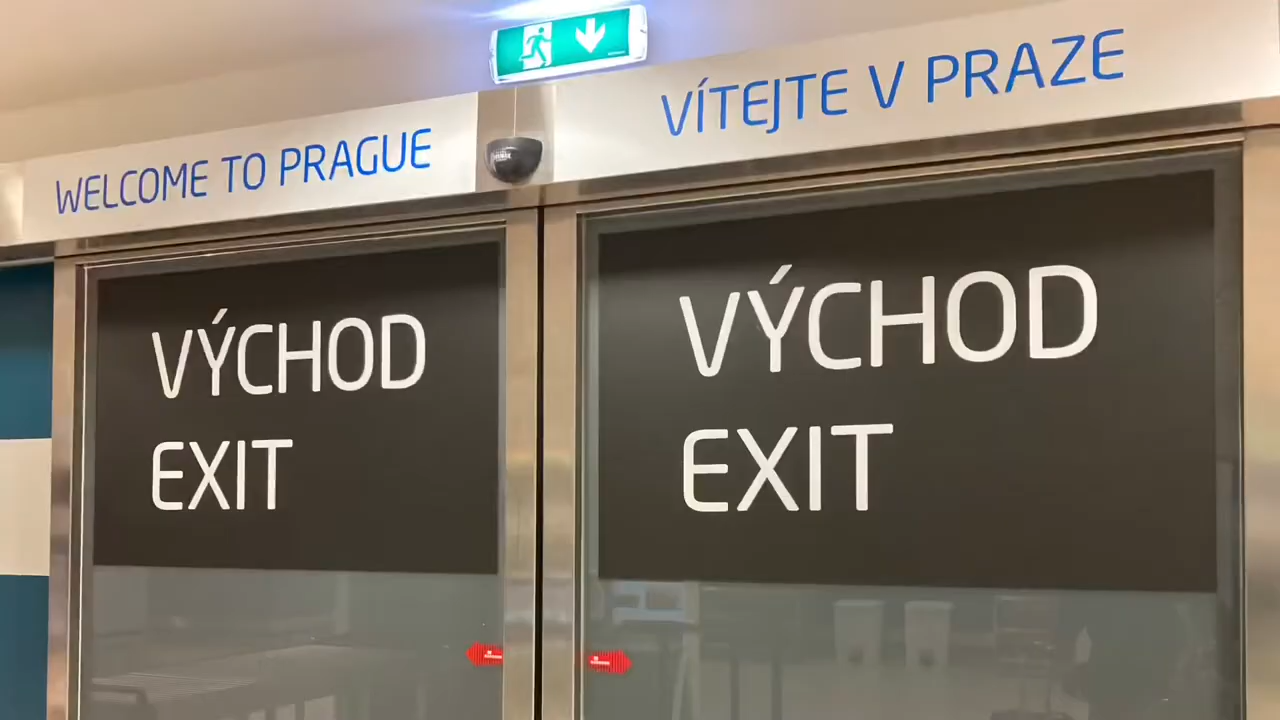 WELCOME TO PRAGUE
VÍTEJTE V PRAZE
VÝCHOD
EXIT
VÝCHOD
EXIT